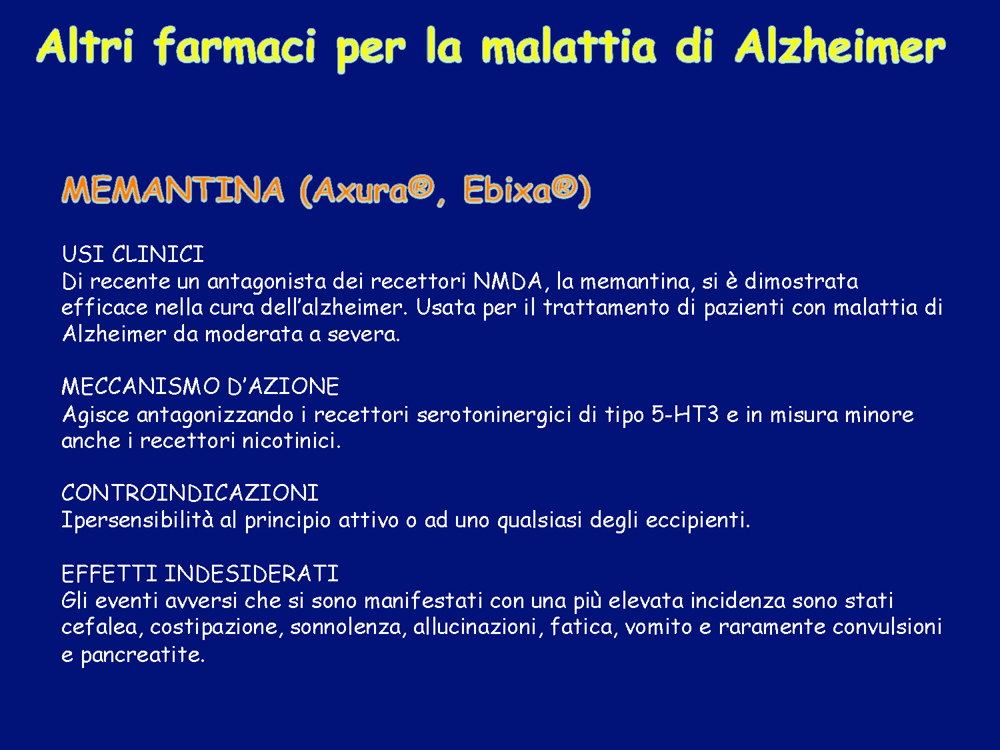 Altri farmaci per la malattia di Alzheimer
MEMANTINA (Axura®, Ebixa®)
USI CLINICI
Di recente un antagonista dei recettori NMDA, la memantina, si è dimostrata
efficace nella cura dell’alzheimer. Usata per il trattamento di pazienti con malattia di
Alzheimer da moderata a severa.
MECCANISMO D’AZIONE
Agisce antagonizzando i recettori serotoninergici di tipo 5-HT3 e in misura minore
anche i recettori nicotinici.
CONTROINDICAZIONI
Ipersensibilità al principio attivo o ad uno qualsiasi degli eccipienti.
EFFETTI INDESIDERATI
Gli eventi avversi che si sono manifestati con una più elevata incidenza sono stati
cefalea, costipazione, sonnolenza, allucinazioni, fatica, vomito e raramente convulsioni
e pancreatite.